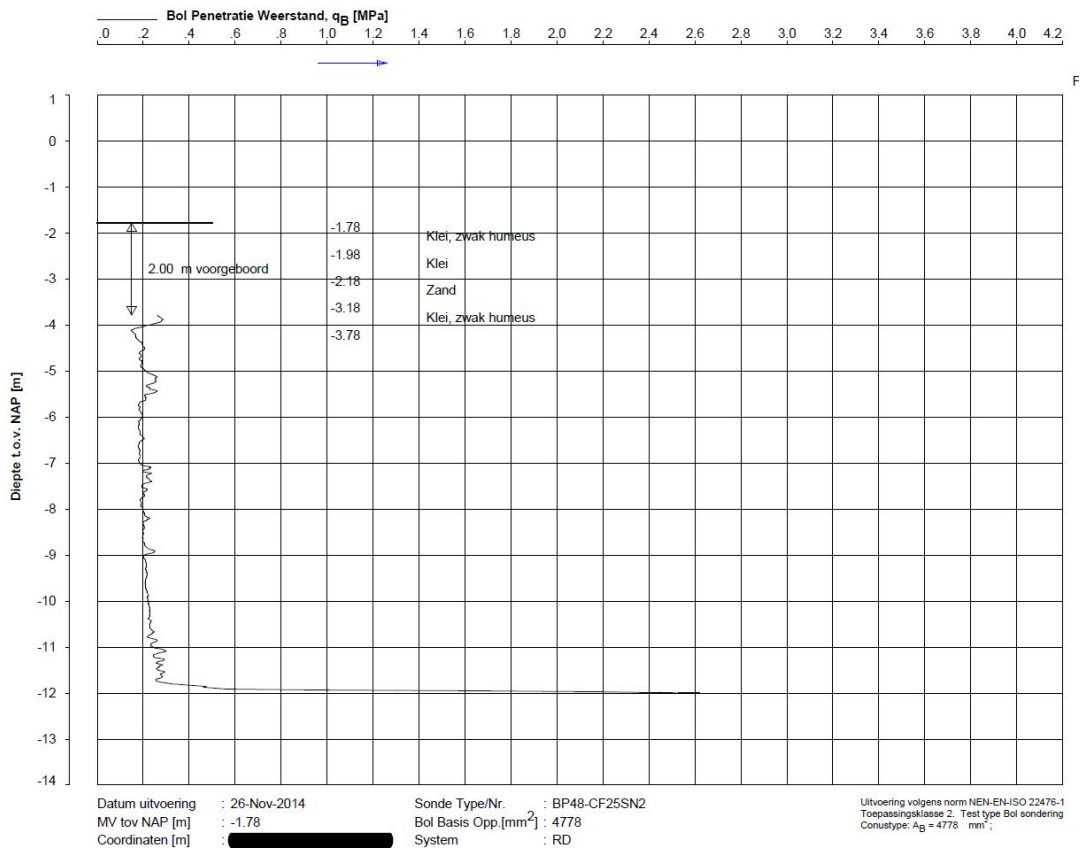 Bol Penetratie Weerstand, qB [MPa]
.0 .2 .4 .6 .8 1.0 1.2 1.4 1.6 1.8 2.0 2.2 2.4 2.6 2.8 3.0 3.2 3.4 3.6 3.8 4.0 4.2
F
1
0
-1
-2
-3
-4
-5
-6
-7
-8
-9
-10
-11
-12
-13
-14
Diepte t.o.v. NAP [m]
2.00 m voorgeboord
-1.78
Klei, zwak humeus
-1.98
Klei
-2.18
Zand
-3.18
Klei, zwak humeus
-3.78
Datum uitvoering : 26-Nov-2014
MV tov NAP [m] : -1.78
Coordinaten [m] :
Sonde Type/Nr. : BP48-CF25SN2
Bol Basis Opp.[mm2] : 4778
System : RD
Uitvoering volgens norm NEN-EN-ISO 22476-1
Toepassingsklasse 2. Test type Bol sondering
Conustype: AB = 4778 mm2;